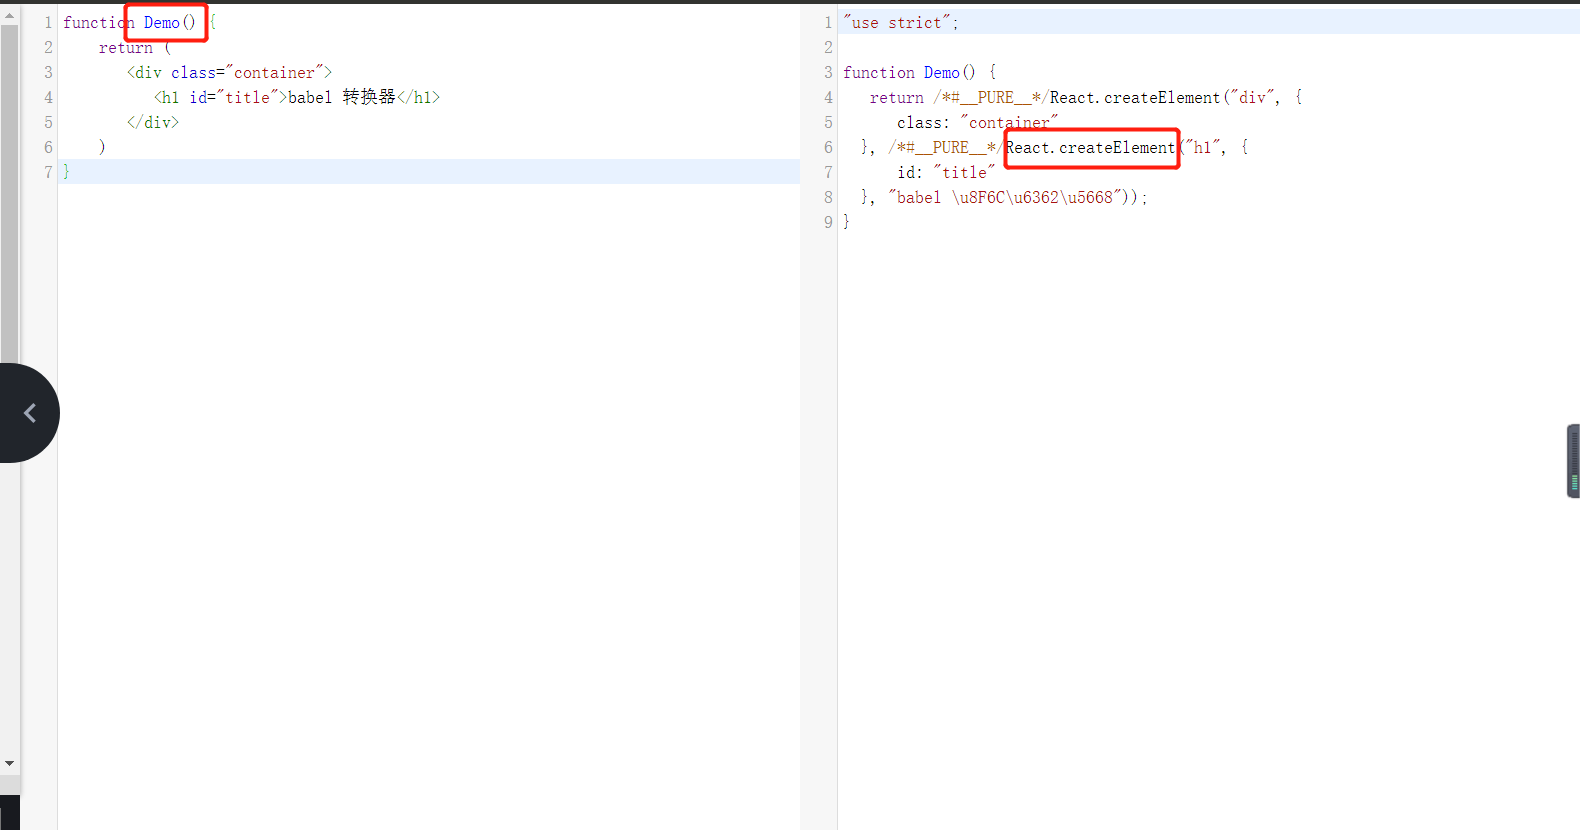 1 function Demo() {
2 return (
3 <div class="container">
4 <h1 id="title">babel 转换器</h1>
5 </div>
6 )
7 }
1 "use strict";
2
3 function Demo() {
4 return /*#__PURE__*/React.createElement("div", {
5 class: "container"
6 }, /*#__PURE__*/React.createElement("h1", {
7 id: "title"
8 }, "babel \u8F6C\u6362\u5668"));
9 }